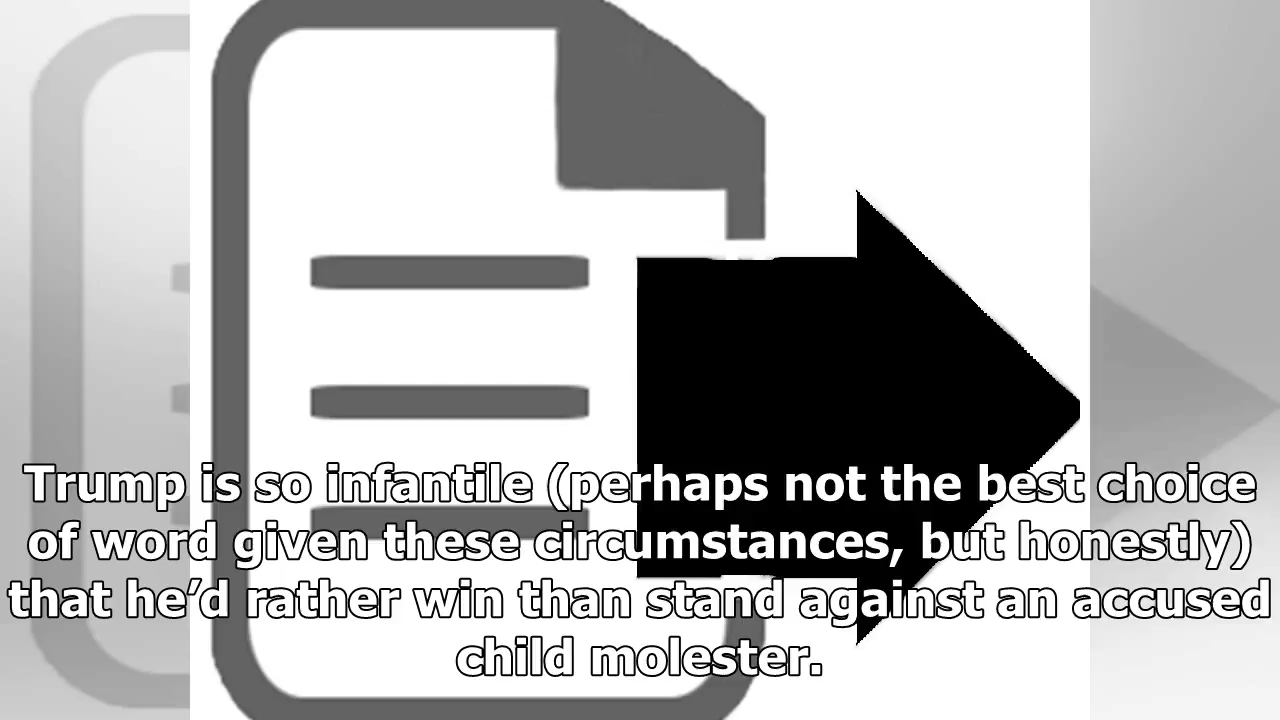 Trump is so infantile (perhaps not the best choice
of word given these circumstances, but honestly)
that he’d rather win than stand against an accused
child molester.